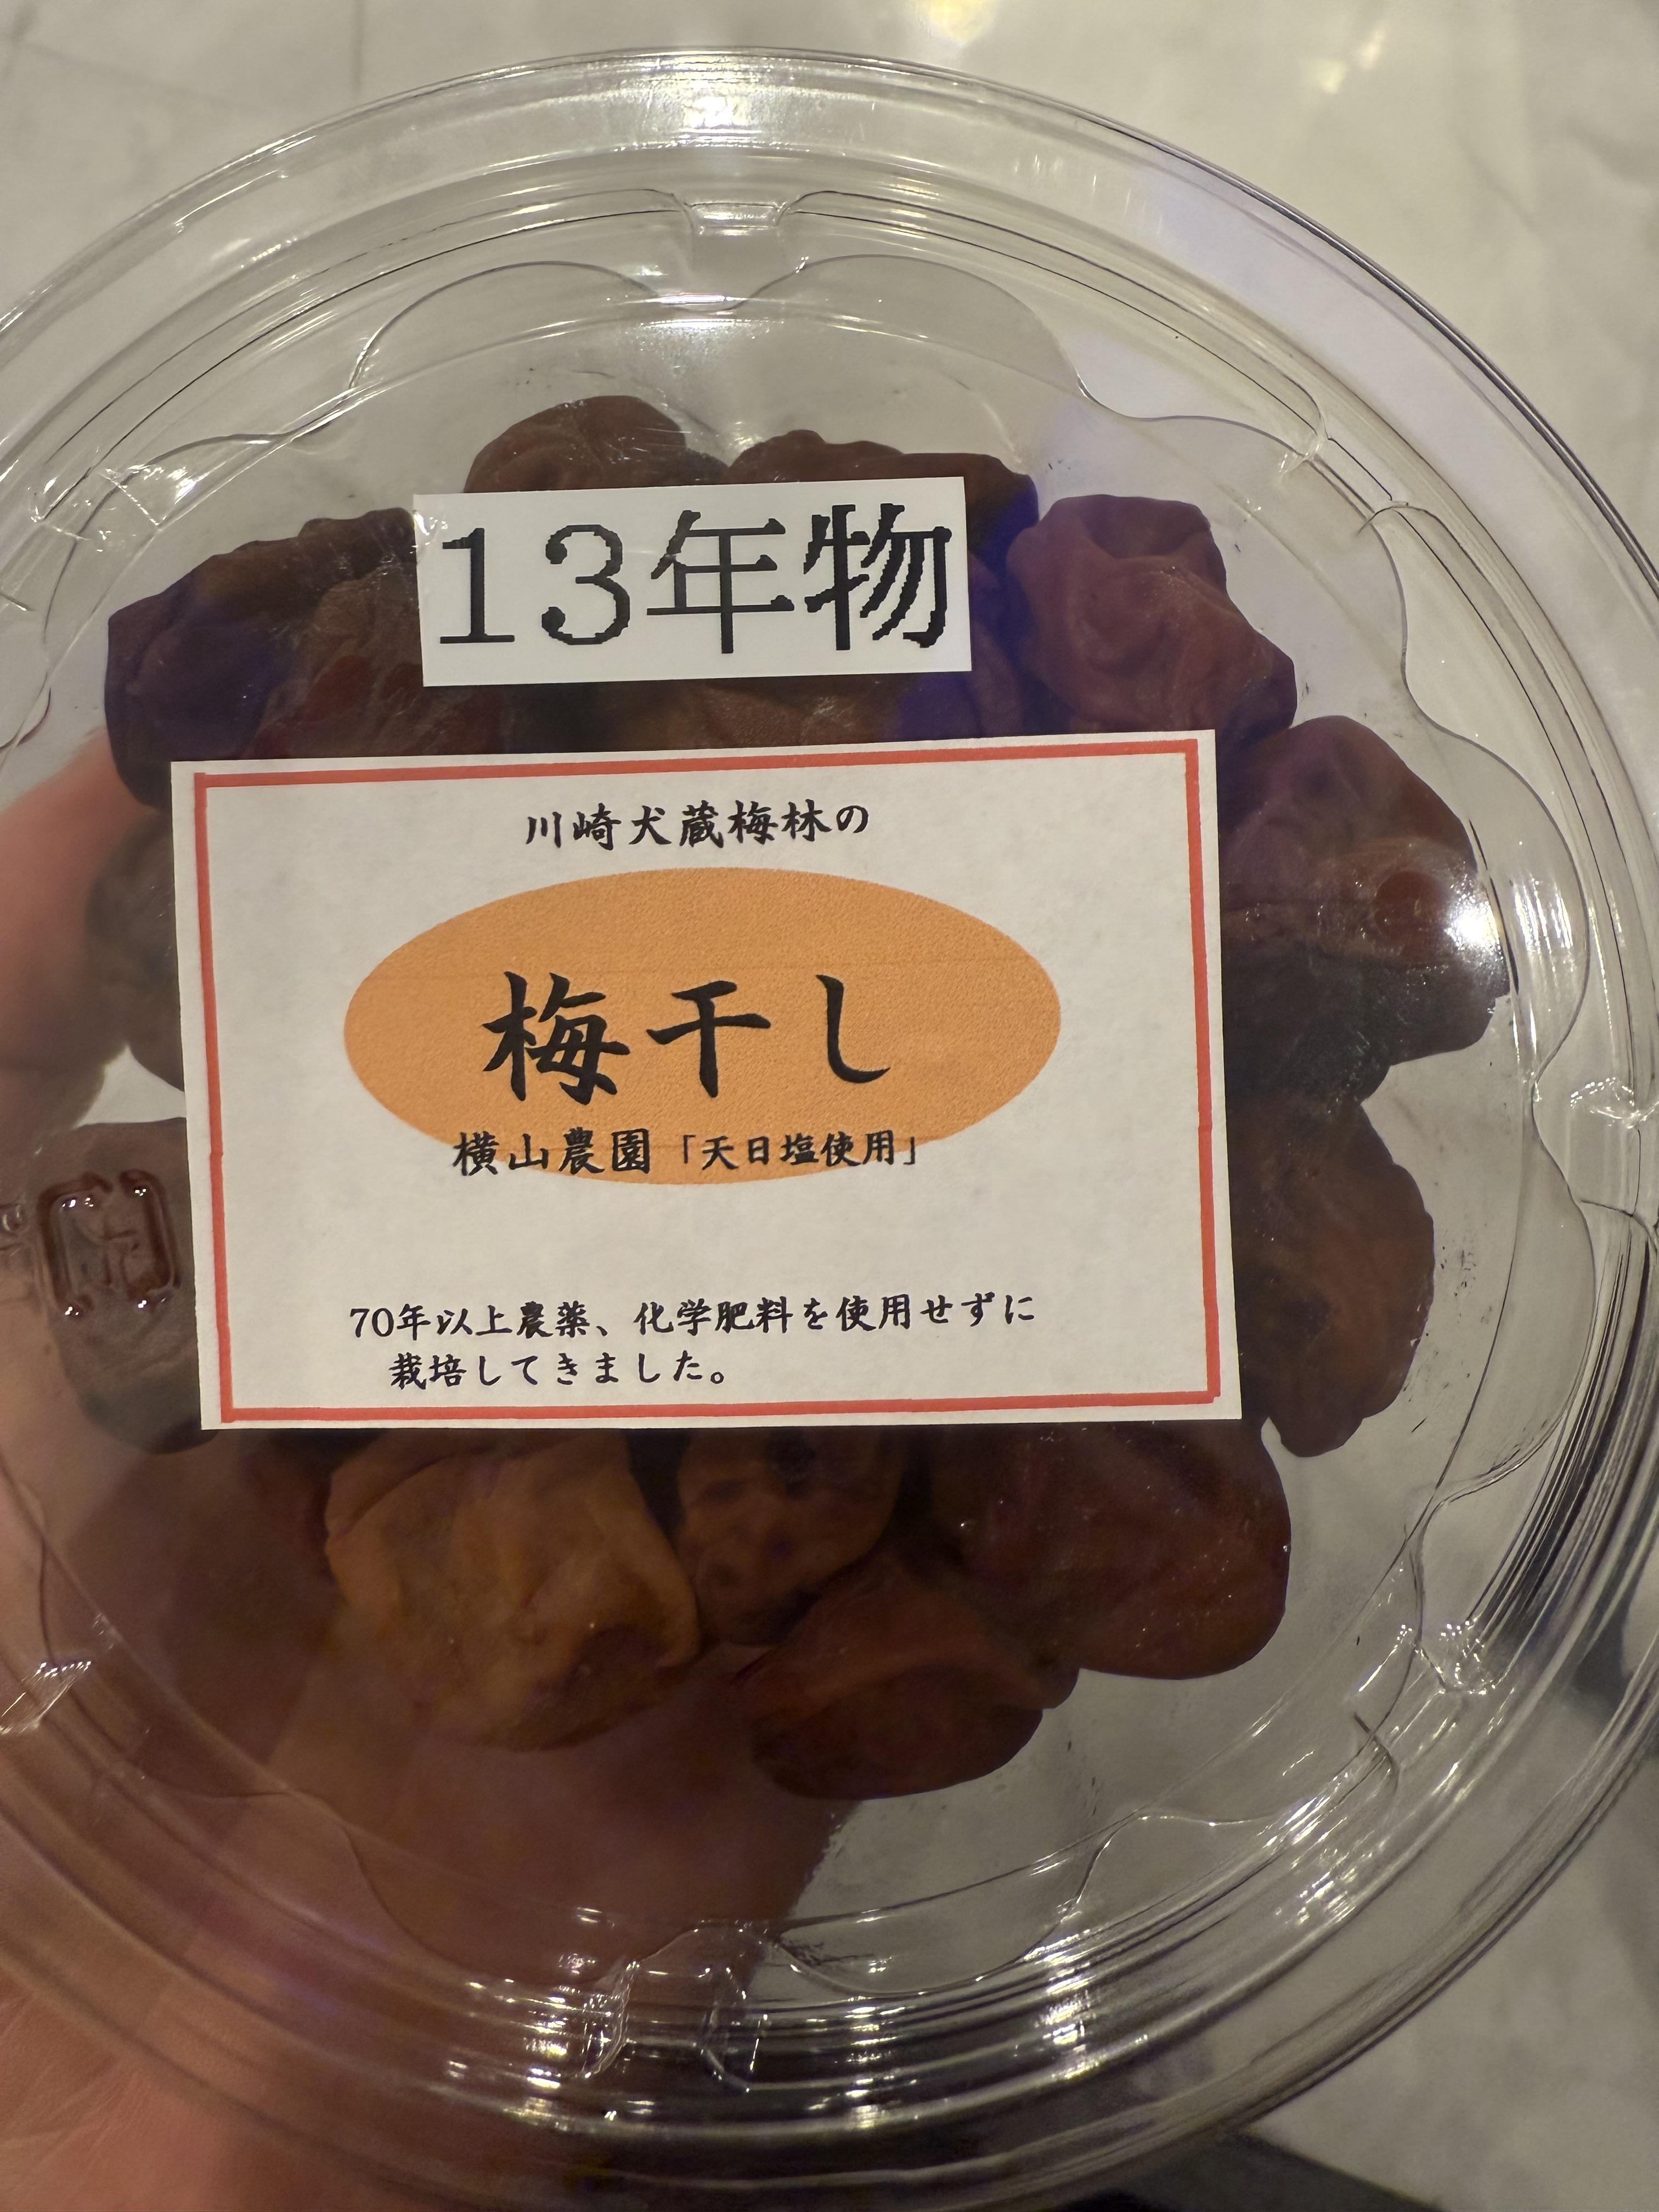 13年物
川崎犬蔵梅林の
梅干し
横山農園「天日塩使用」
70年以上農薬、化学肥料を使用せずに
栽培してきました。